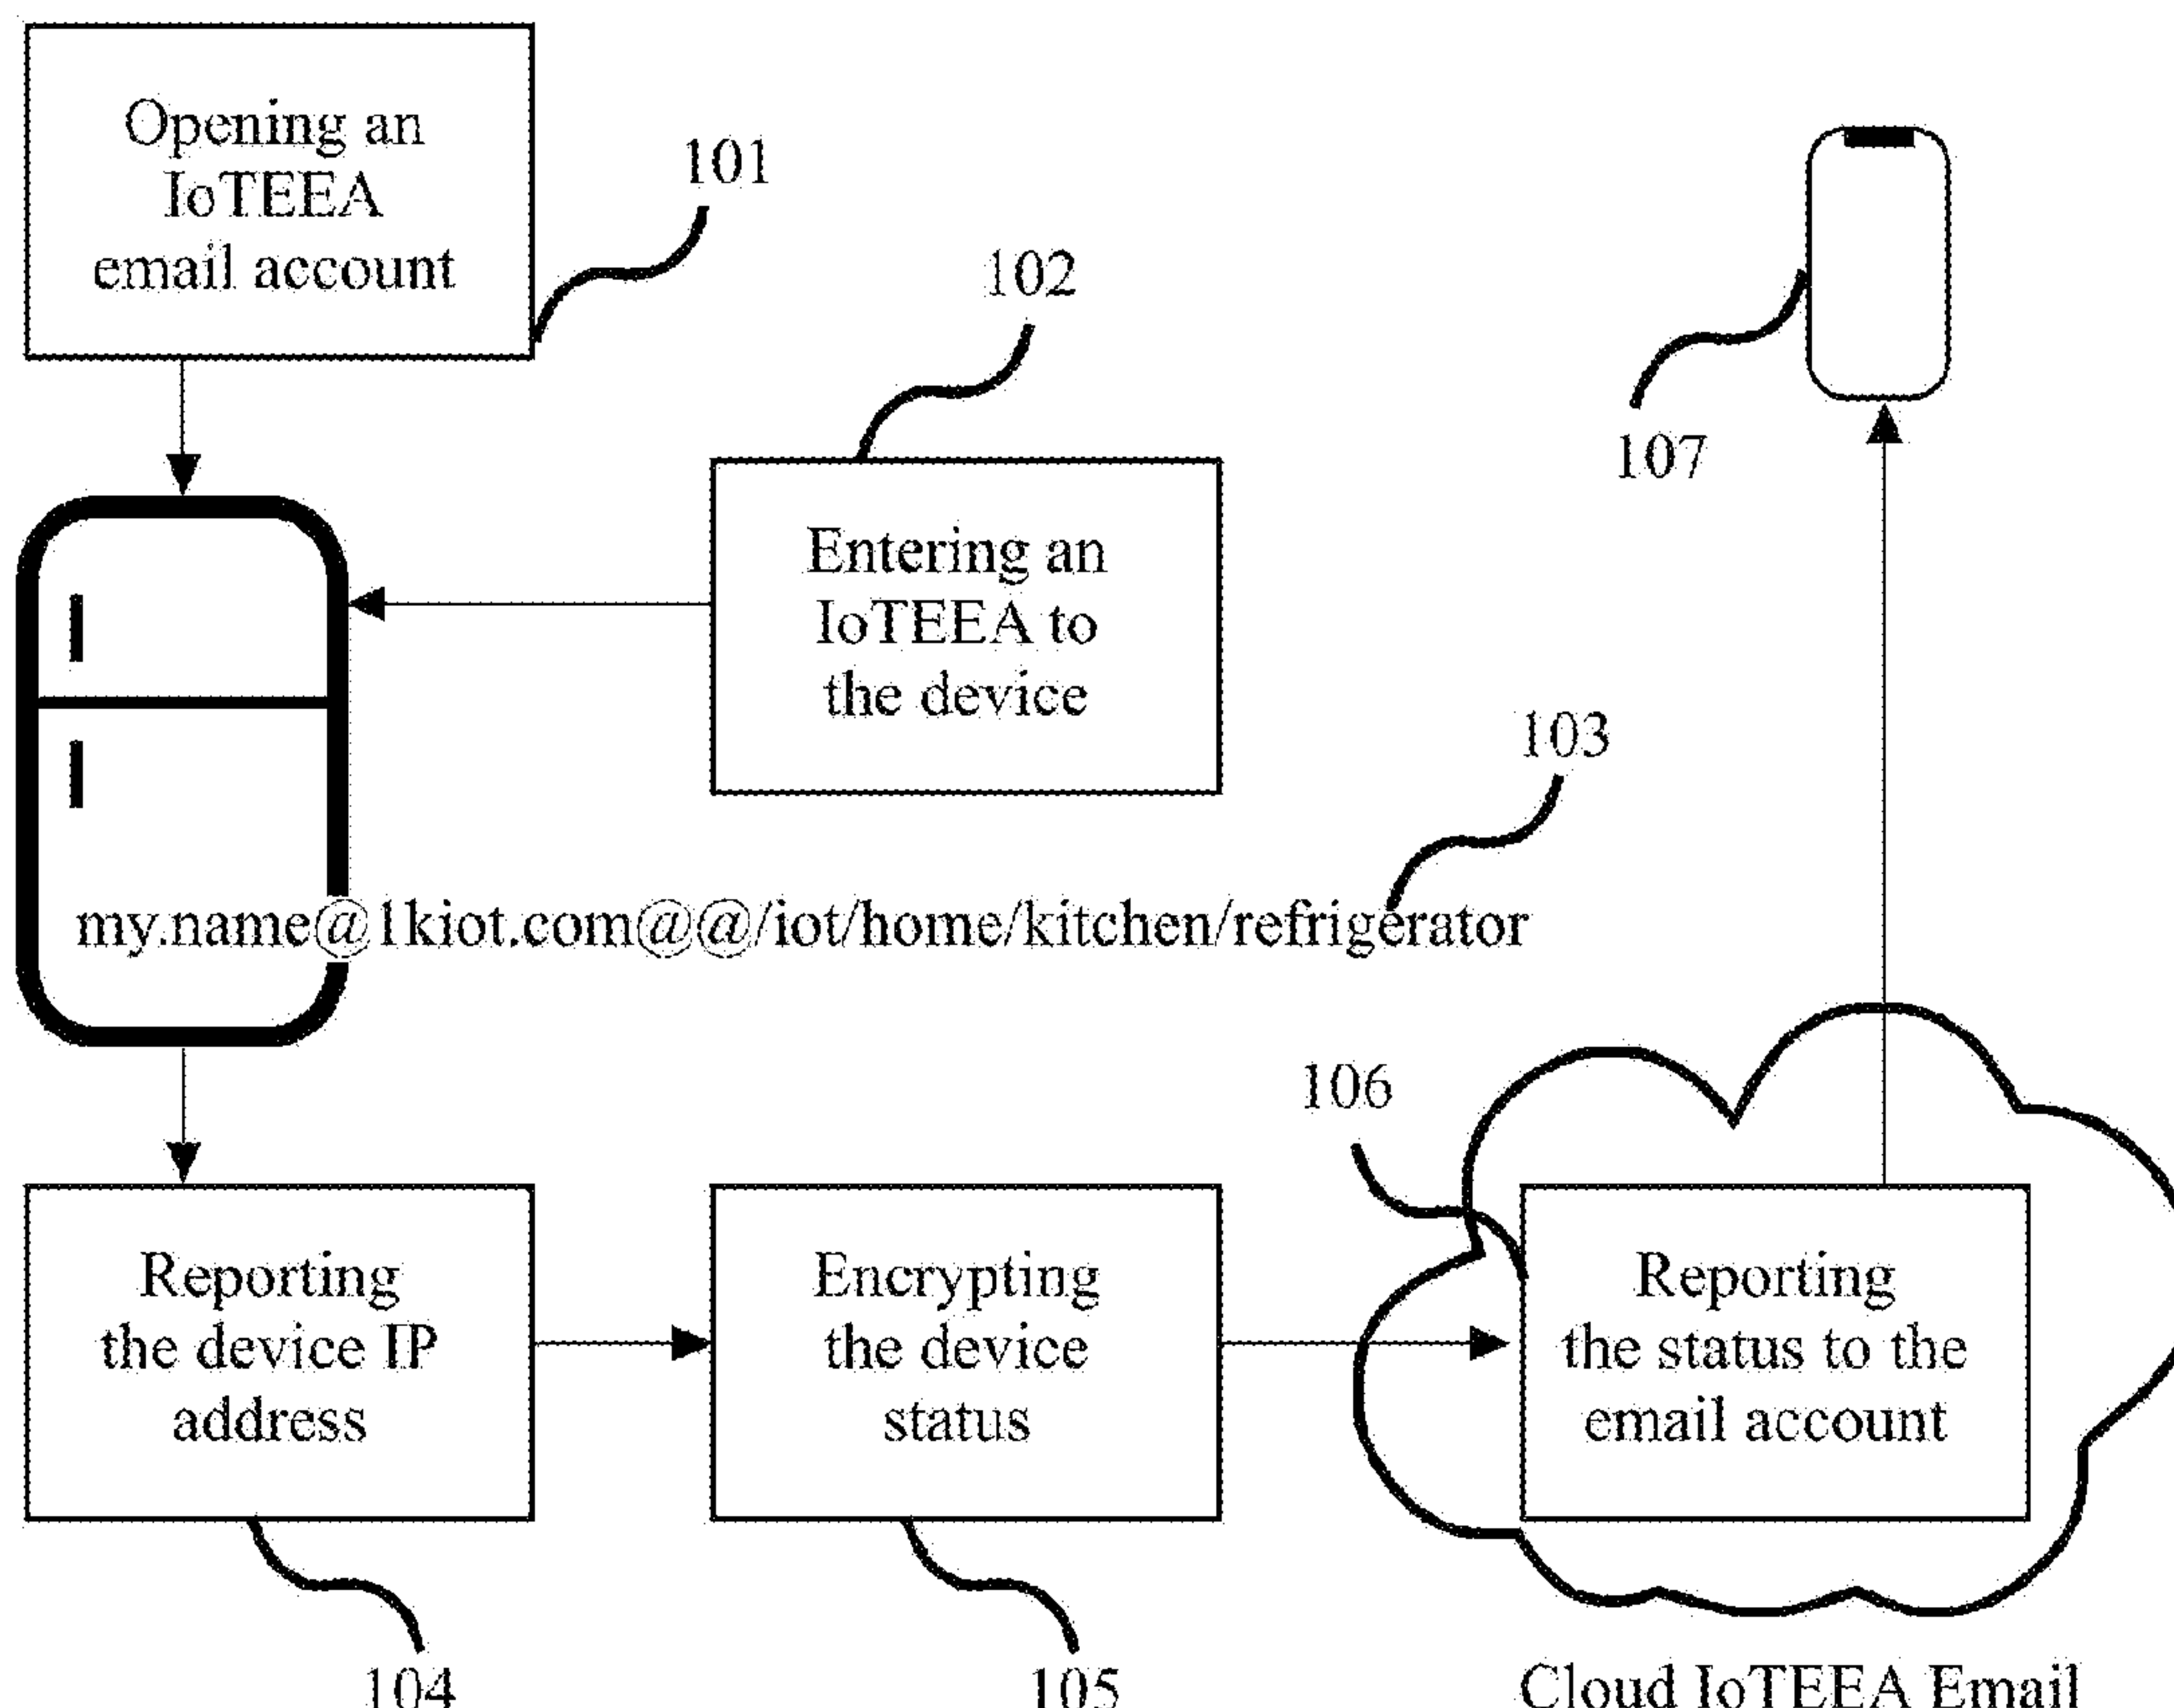 Opening an
IoTEEA
email account
101
102
107
Entering an
IoTEEA to
the device
103
my.name@1kiot.com@@/iot/home/kitchen/refrigerator
106
Reporting
the device IP
address
Encrypting
the device
status
Reporting
the status to the
email account
104
105
Cloud IoTEEA Email